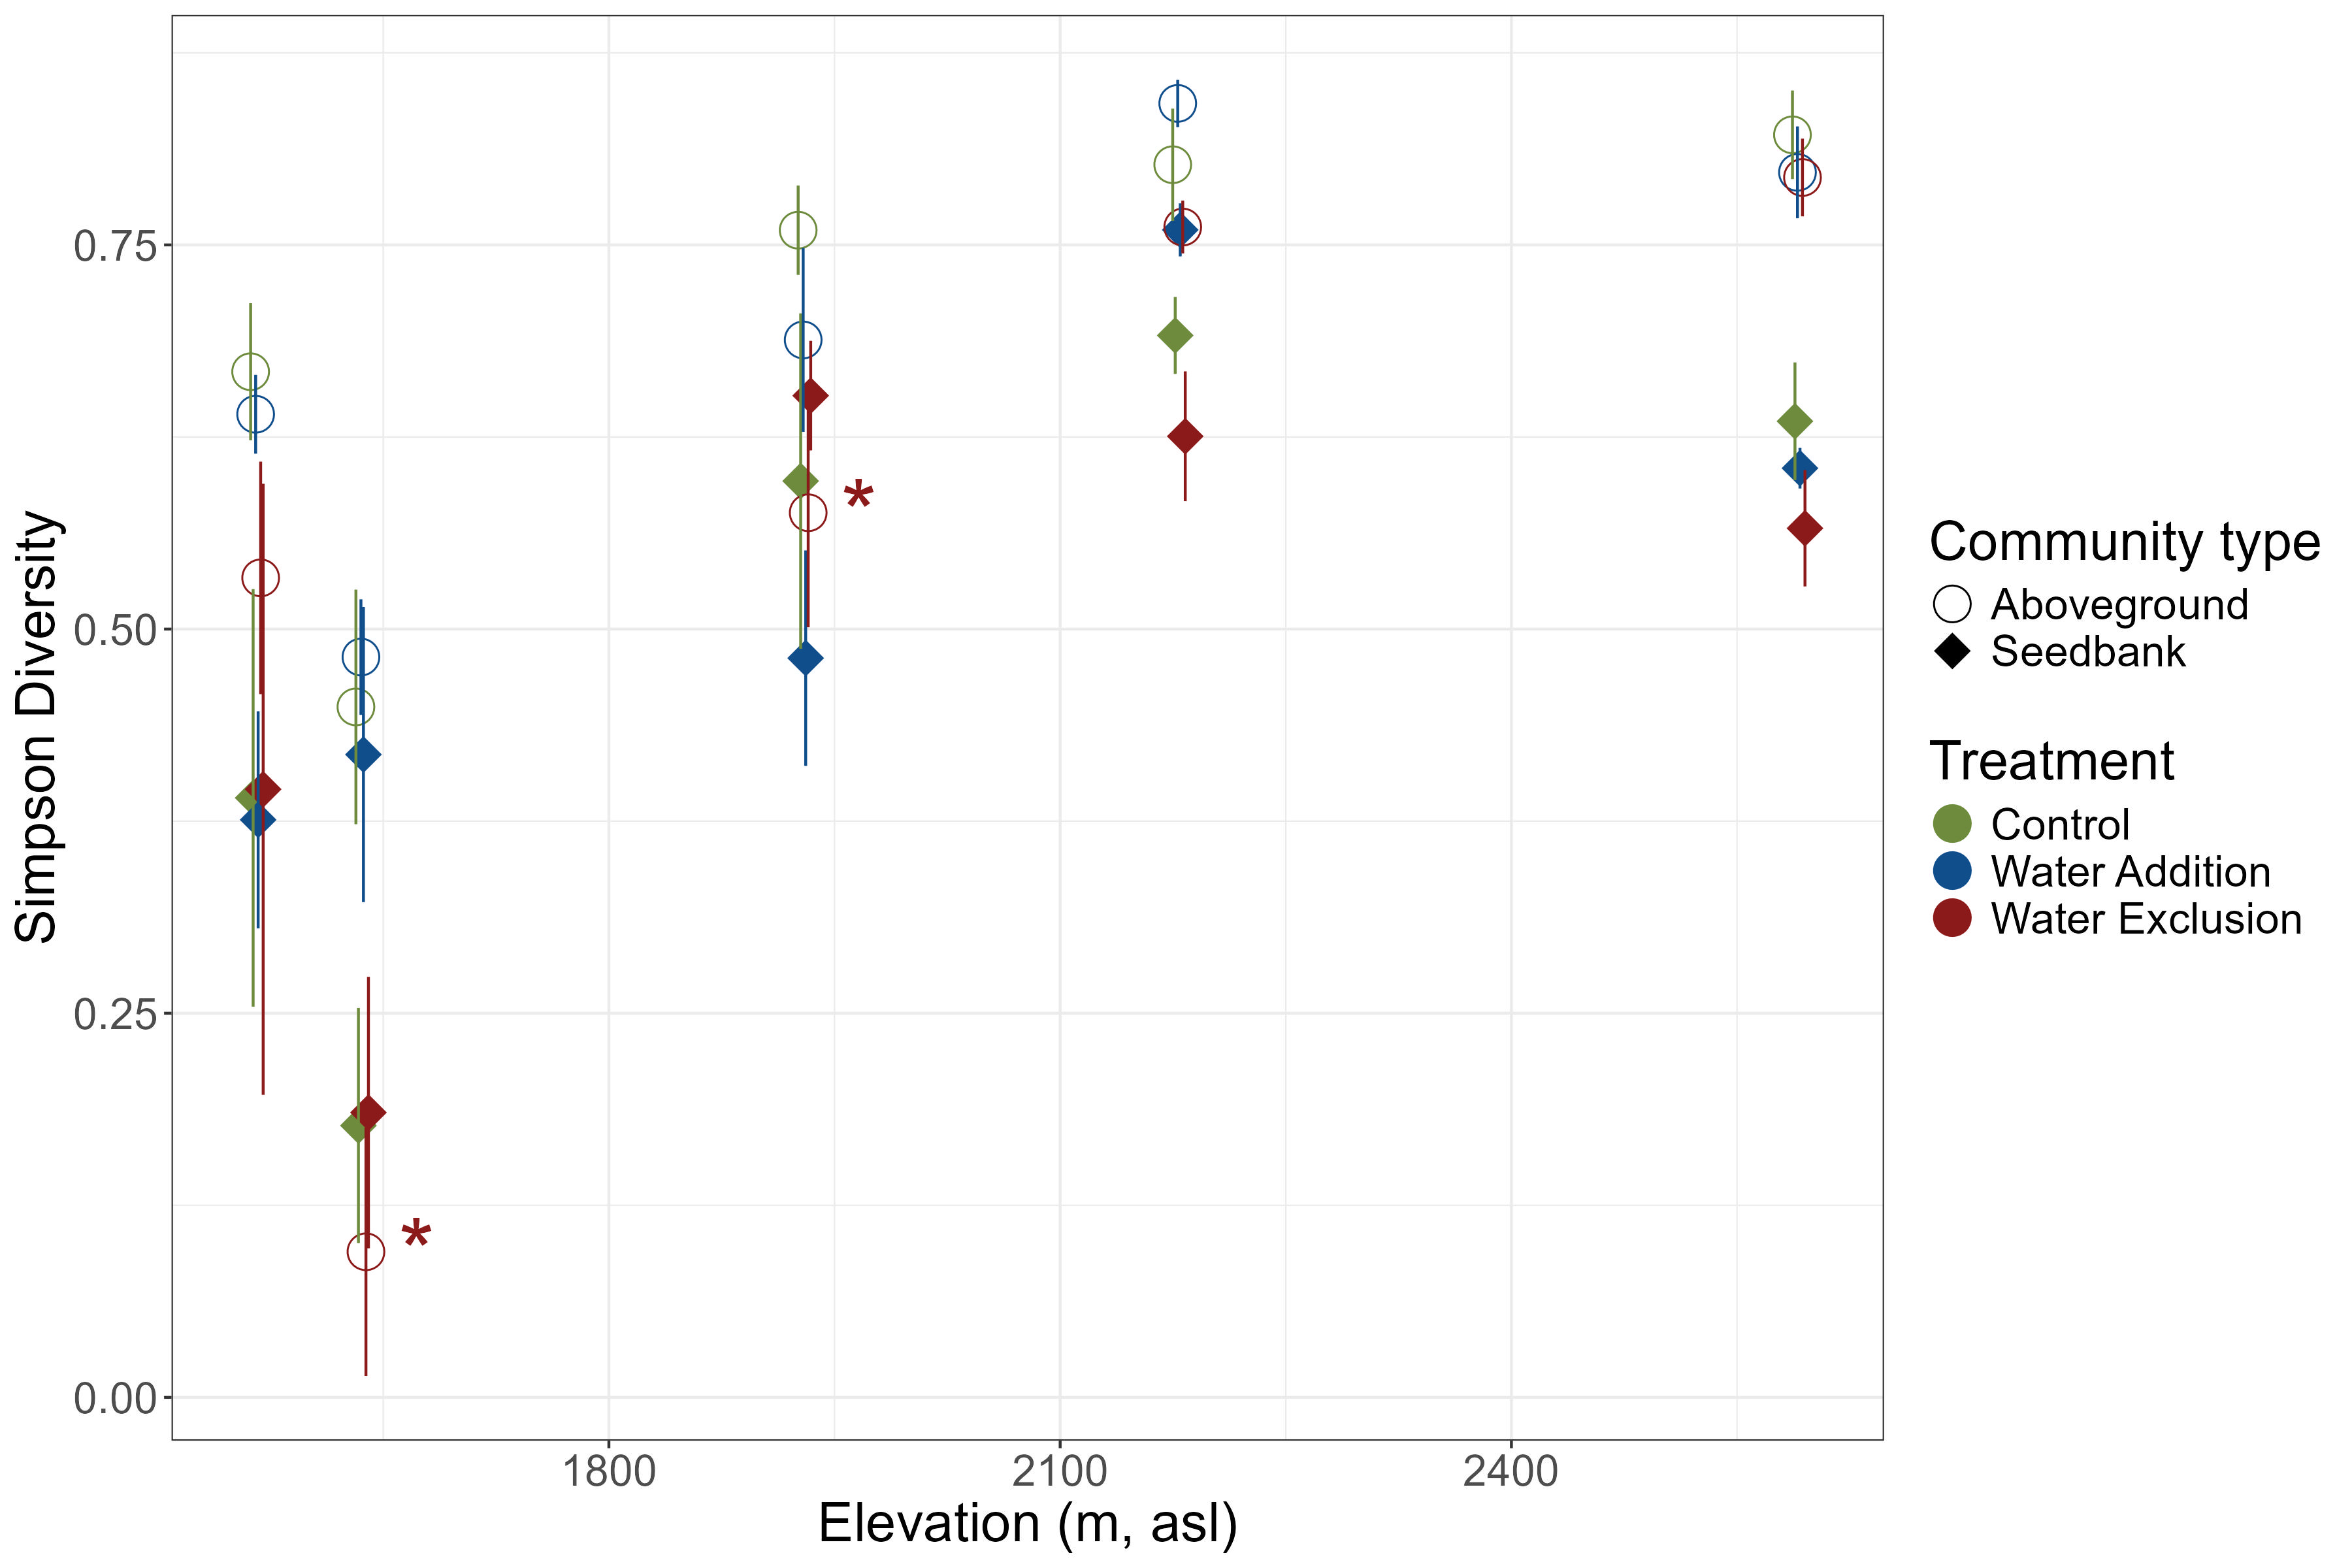 Simpson Diversity
0.75
0.50
0.25
0.00
*
*
1800
2100
2400
Elevation (m, asl)
Community type
Aboveground
Seedbank
Treatment
Control
Water Addition
Water Exclusion